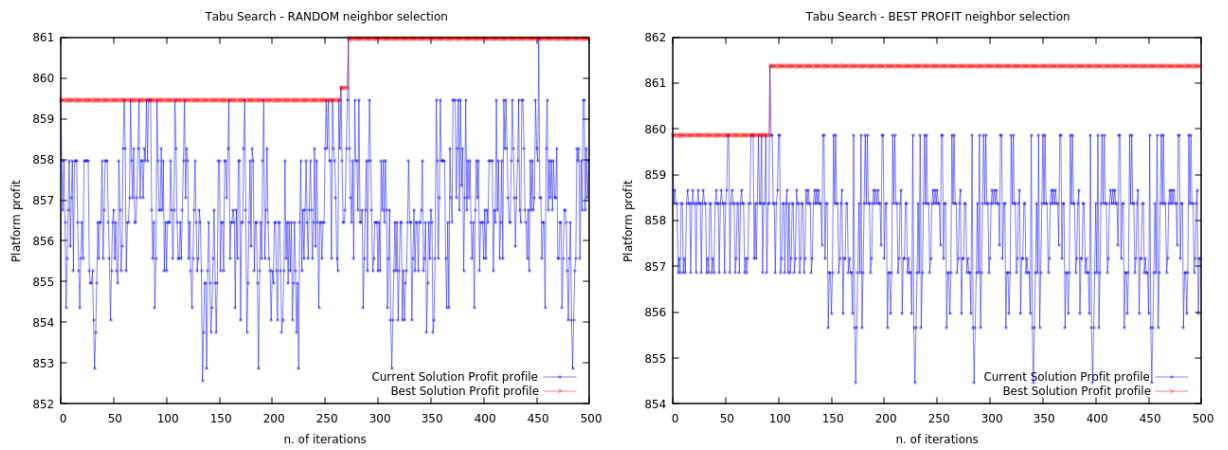 Tabu Search - RANDOM neighbor selection
861
860
859
858
857
856
855
854
853
852
Platform profit
Current Solution Profit profile
Best Solution Profit profile
0 50 100 150 200 250 300 350 400 450 500
n. of iterations
Tabu Search - BEST PROFIT neighbor selection
862
861
860
859
858
857
856
855
854
Platform profit
Current Solution Profit profile
Best Solution Profit profile
0 50 100 150 200 250 300 350 400 450 500
n. of iterations